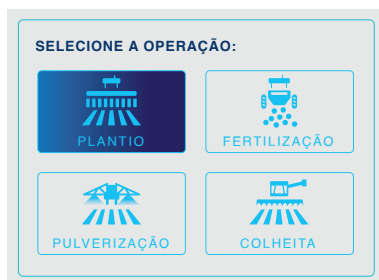 SELECIONE A OPERAÇÃO:
PLANTIO
FERTILIZAÇÃO
PULVERIZAÇÃO
COLHEITA